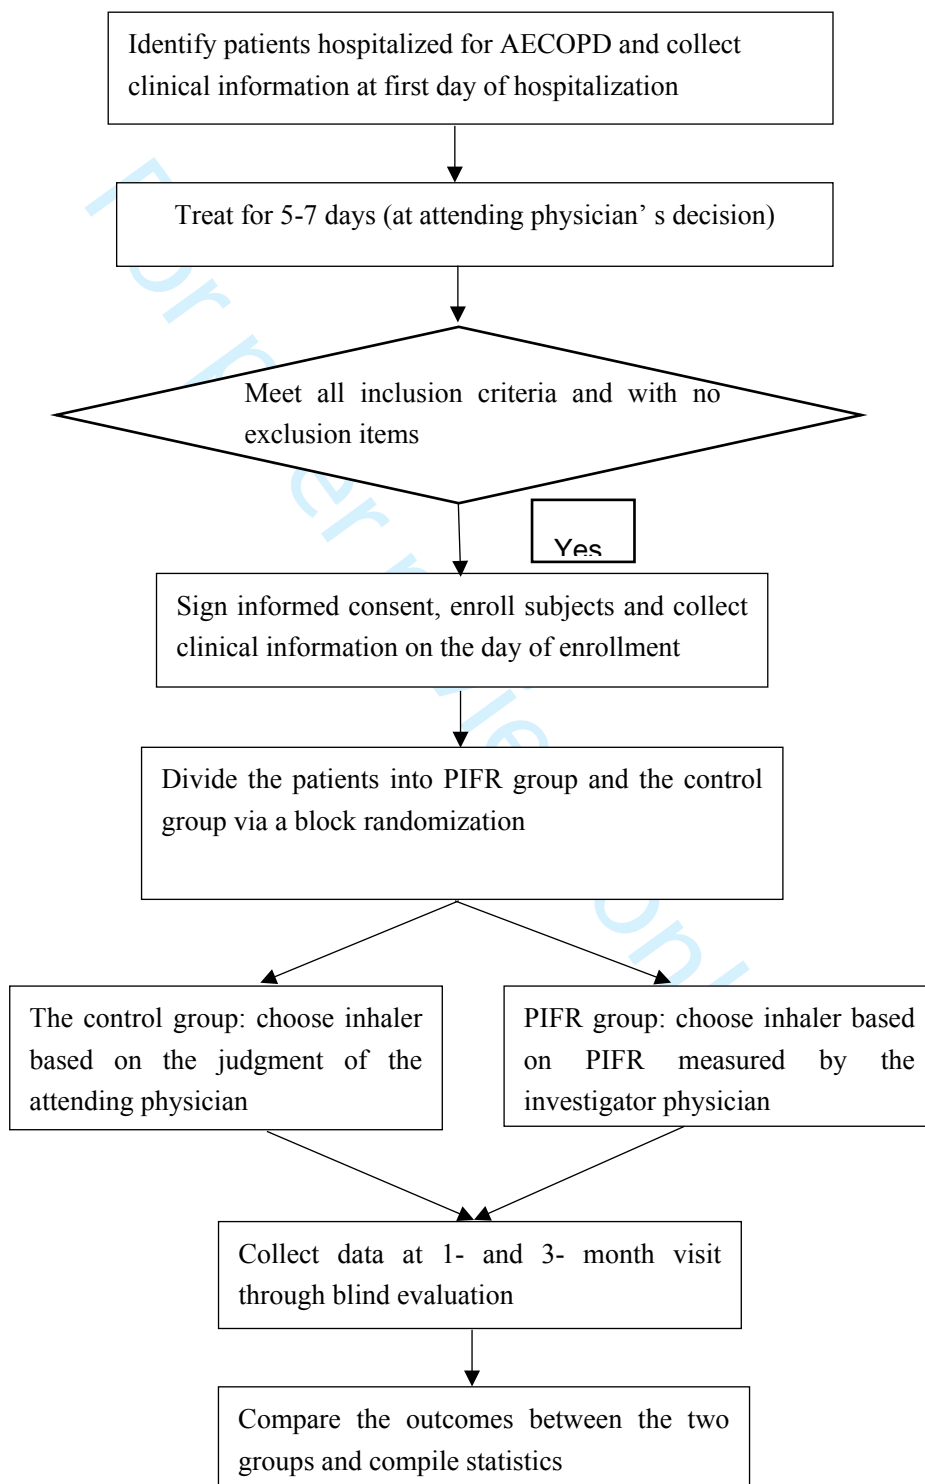 Identify patients hospitalized for AECOPD and collect
clinical information at first day of hospitalization
Treat for 5-7 days (at attending physician’ s decision)
Meet all inclusion criteria and with no
exclusion items
Yes
Sign informed consent, enroll subjects and collect
clinical information on the day of enrollment
Divide the patients into PIFR group and the control
group via a block randomization
The control group: choose inhaler
based on the judgment of the
attending physician
PIFR group: choose inhaler based
on PIFR measured by the
investigator physician
Collect data at 1- and 3- month visit
through blind evaluation
Compare the outcomes between the two
groups and compile statistics
For peer review only